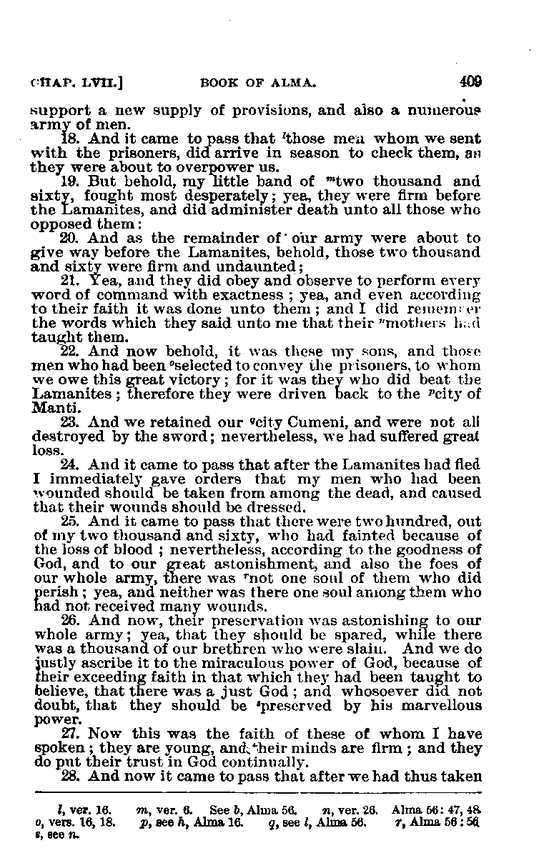 CHAP. LVII.] BOOK OF ALMA. 409
support a new supply of provisions, and also a numerous
army of men.
18. And it came to pass that ˡthose men whom we sent
with the prisoners, did arrive in season to check them, as
they were about to overpower us.
19. But behold, my little band of ᵐtwo thousand and
sixty, fought most desperately; yea, they were firm before
the Lamanites, and did administer death unto all those who
opposed them:
20. And as the remainder of our army were about to
give way before the Lamanites, behold, those two thousand
and sixty were firm and undaunted;
21. Yea, and they did obey and observe to perform every
word of command with exactness; yea, and even according
to their faith it was done unto them; and I did remember
the words which they said unto me that their ⁿmothers had
taught them.
22. And now behold, it was these my sons, and those
men who had been ᵒselected to convey the prisoners, to whom
we owe this great victory; for it was they who did beat the
Lamanites; therefore they were driven back to the ᵖcity of
Manti.
23. And we retained our qcity Cumeni, and were not all
destroyed by the sword; nevertheless, we had suffered great
loss.
24. And it came to pass that after the Lamanites had fled
I immediately gave orders that my men who had been
wounded should be taken from among the dead, and caused
that their wounds should be dressed.
25. And it came to pass that there were two hundred, out
of my two thousand and sixty, who had fainted because of
the loss of blood; nevertheless, according to the goodness of
God, and to our great astonishment, and also the foes of
our whole army, there was ʳnot one soul of them who did
perish; yea, and neither was there one soul among them who
had not received many wounds.
26. And now, their preservation was astonishing to our
whole army; yea, that they should be spared, while there
was a thousand of our brethren who were slain. And we do
justly ascribe it to the miraculous power of God, because of
their exceeding faith in that which they had been taught to
believe, that there was a just God; and whosoever did not
doubt, that they should be ˢpreserved by his marvellous
power.
27. Now this was the faith of these of whom I have
spoken; they are young, and their minds are firm; and they
do put their trust in God continually.
28. And now it came to pass that after we had thus taken
l, ver. 16. m, ver. 6. See b, Alma 56. n, ver. 26. Alma 56: 47, 48.
o, vers. 16, 18. p, see h, Alma 16. q, see l, Alma 56. r, Alma 56: 56.
s, see n.